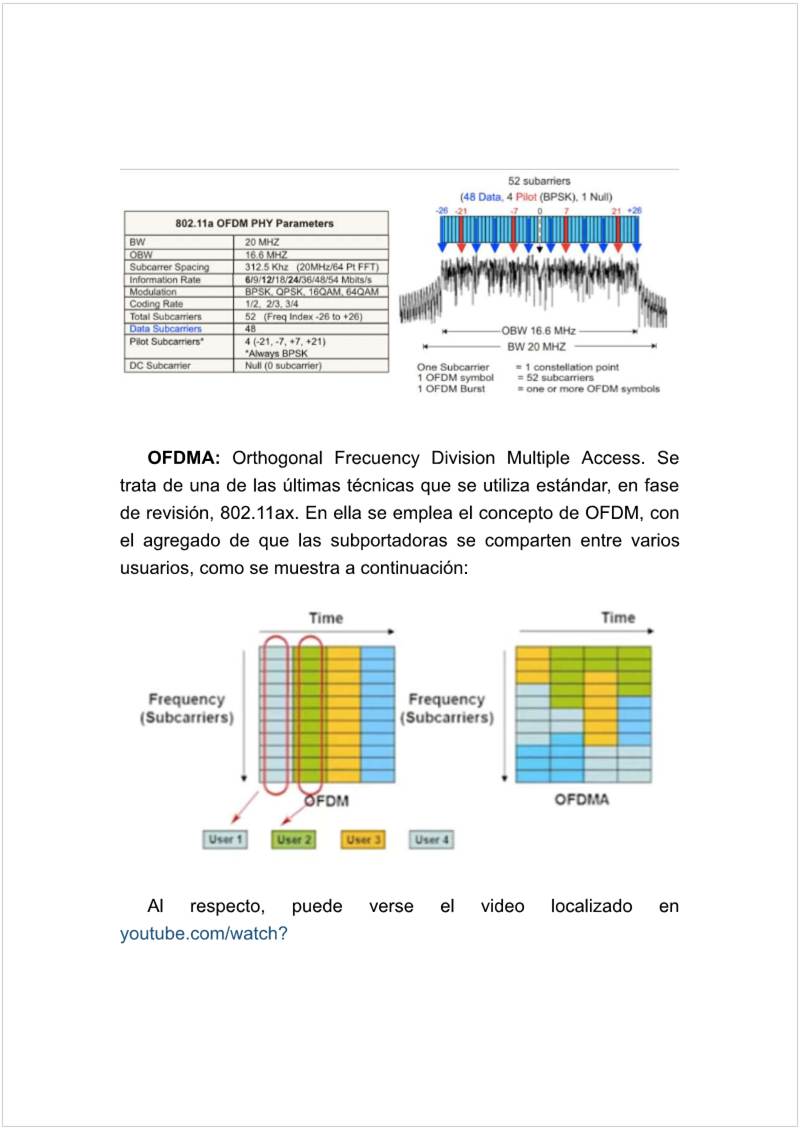 52 subarriers
(48 Data, 4 Pilot (BPSK), 1 Null)
-26 -21 -7 0 7 21 +26
802.11a OFDM PHY Parameters
BW 20 MHZ
OBW 16.6 MHZ
Subcarrer Spacing 312.5 Khz (20MHz/64 Pt FFT)
Information Rate 6/9/12/18/24/36/48/54 Mbits/s
Modulation BPSK, QPSK, 16QAM, 64QAM
Coding Rate 1/2, 2/3, 3/4
Total Subcarriers 52 (Freq Index -26 to +26)
Data Subcarriers 48
Pilot Subcarriers* 4 (-21, -7, +7, +21)
*Always BPSK
DC Subcarrier Null (0 subcarrier)
OBW 16.6 MHz
BW 20 MHZ
One Subcarrier = 1 constellation point
1 OFDM symbol = 52 subcarriers
1 OFDM Burst = one or more OFDM symbols
OFDMA: Orthogonal Frecuency Division Multiple Access. Se
trata de una de las últimas técnicas que se utiliza estándar, en fase
de revisión, 802.11ax. En ella se emplea el concepto de OFDM, con
el agregado de que las subportadoras se comparten entre varios
usuarios, como se muestra a continuación:
Time
Frequency
(Subcarriers)
OFDM
Time
Frequency
(Subcarriers)
OFDMA
User 1 User 2 User 3 User 4
Al respecto, puede verse el video localizado en
youtube.com/watch?